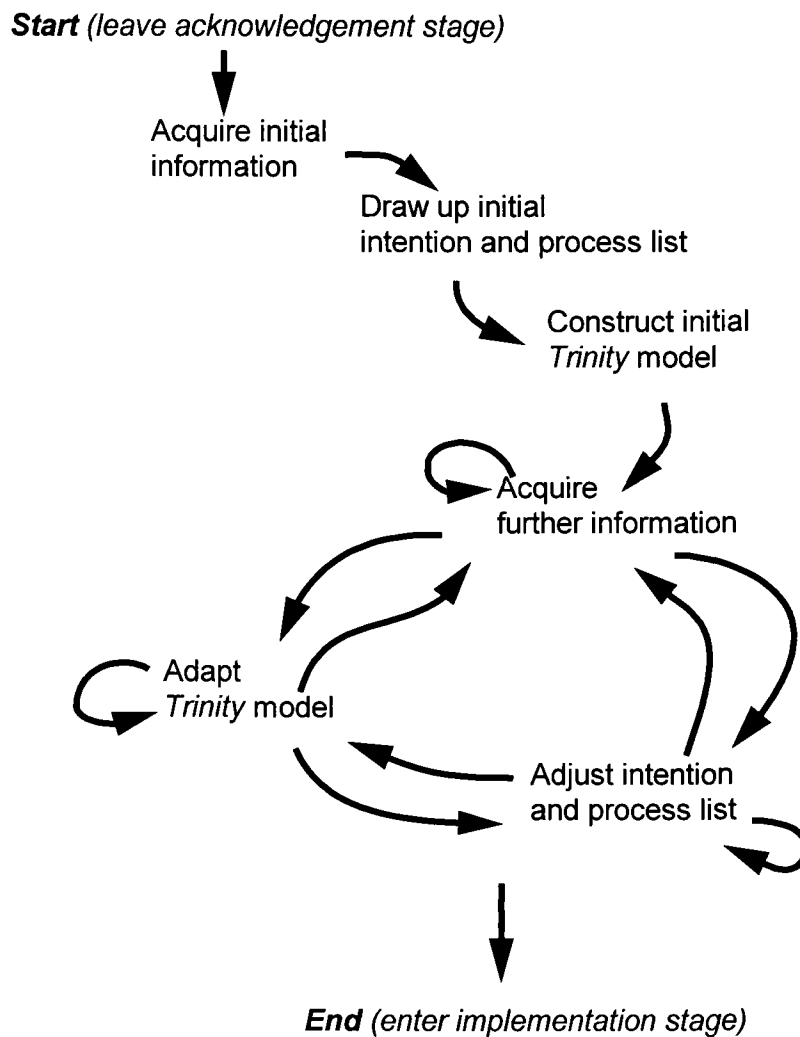 Start (leave acknowledgement stage)
Acquire initial
information
Draw up initial
intention and process list
Construct initial
Trinity model
Acquire
further information
Adapt
Trinity model
Adjust intention
and process list
End (enter implementation stage)